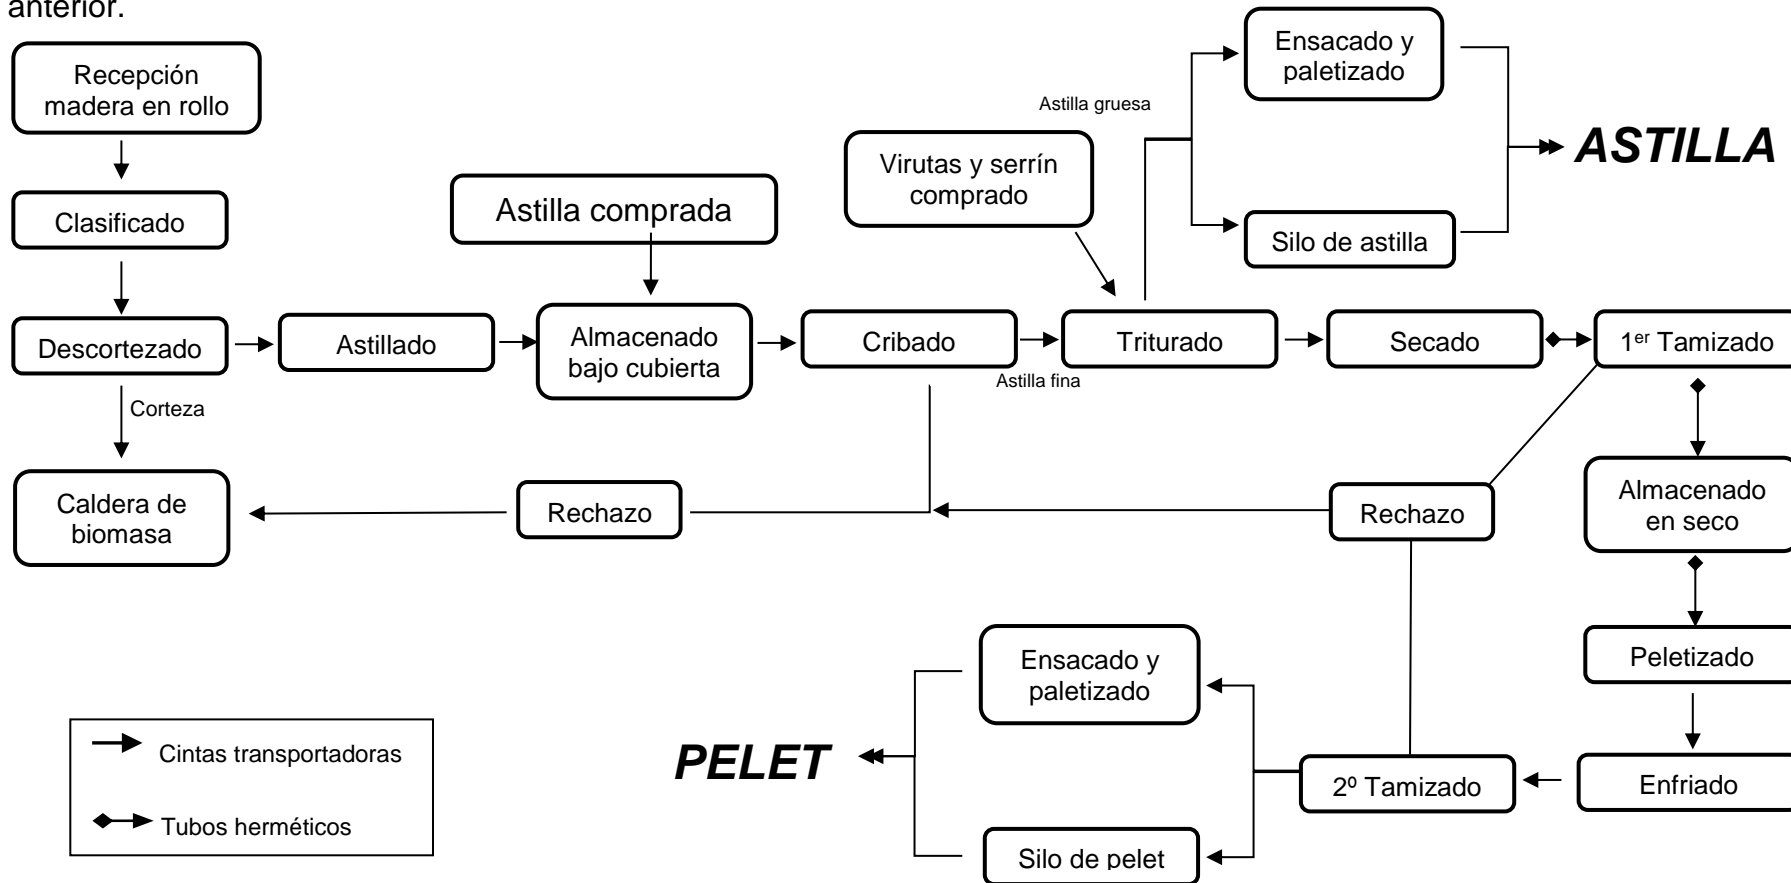 anterior.
Recepción
madera en rollo
Clasificado
Descortezado
Corteza
Caldera de
biomasa
Astillado
Astilla comprada
Almacenado
bajo cubierta
Cribado
Astilla fina
Rechazo
Virutas y serrín
comprado
Triturado
Astilla gruesa
Ensacado y
paletizado
Silo de astilla
ASTILLA
Secado
1er Tamizado
Rechazo
Almacenado
en seco
Peletizado
Enfriado
2º Tamizado
Ensacado y
paletizado
Silo de pelet
PELET
Cintas transportadoras
Tubos herméticos